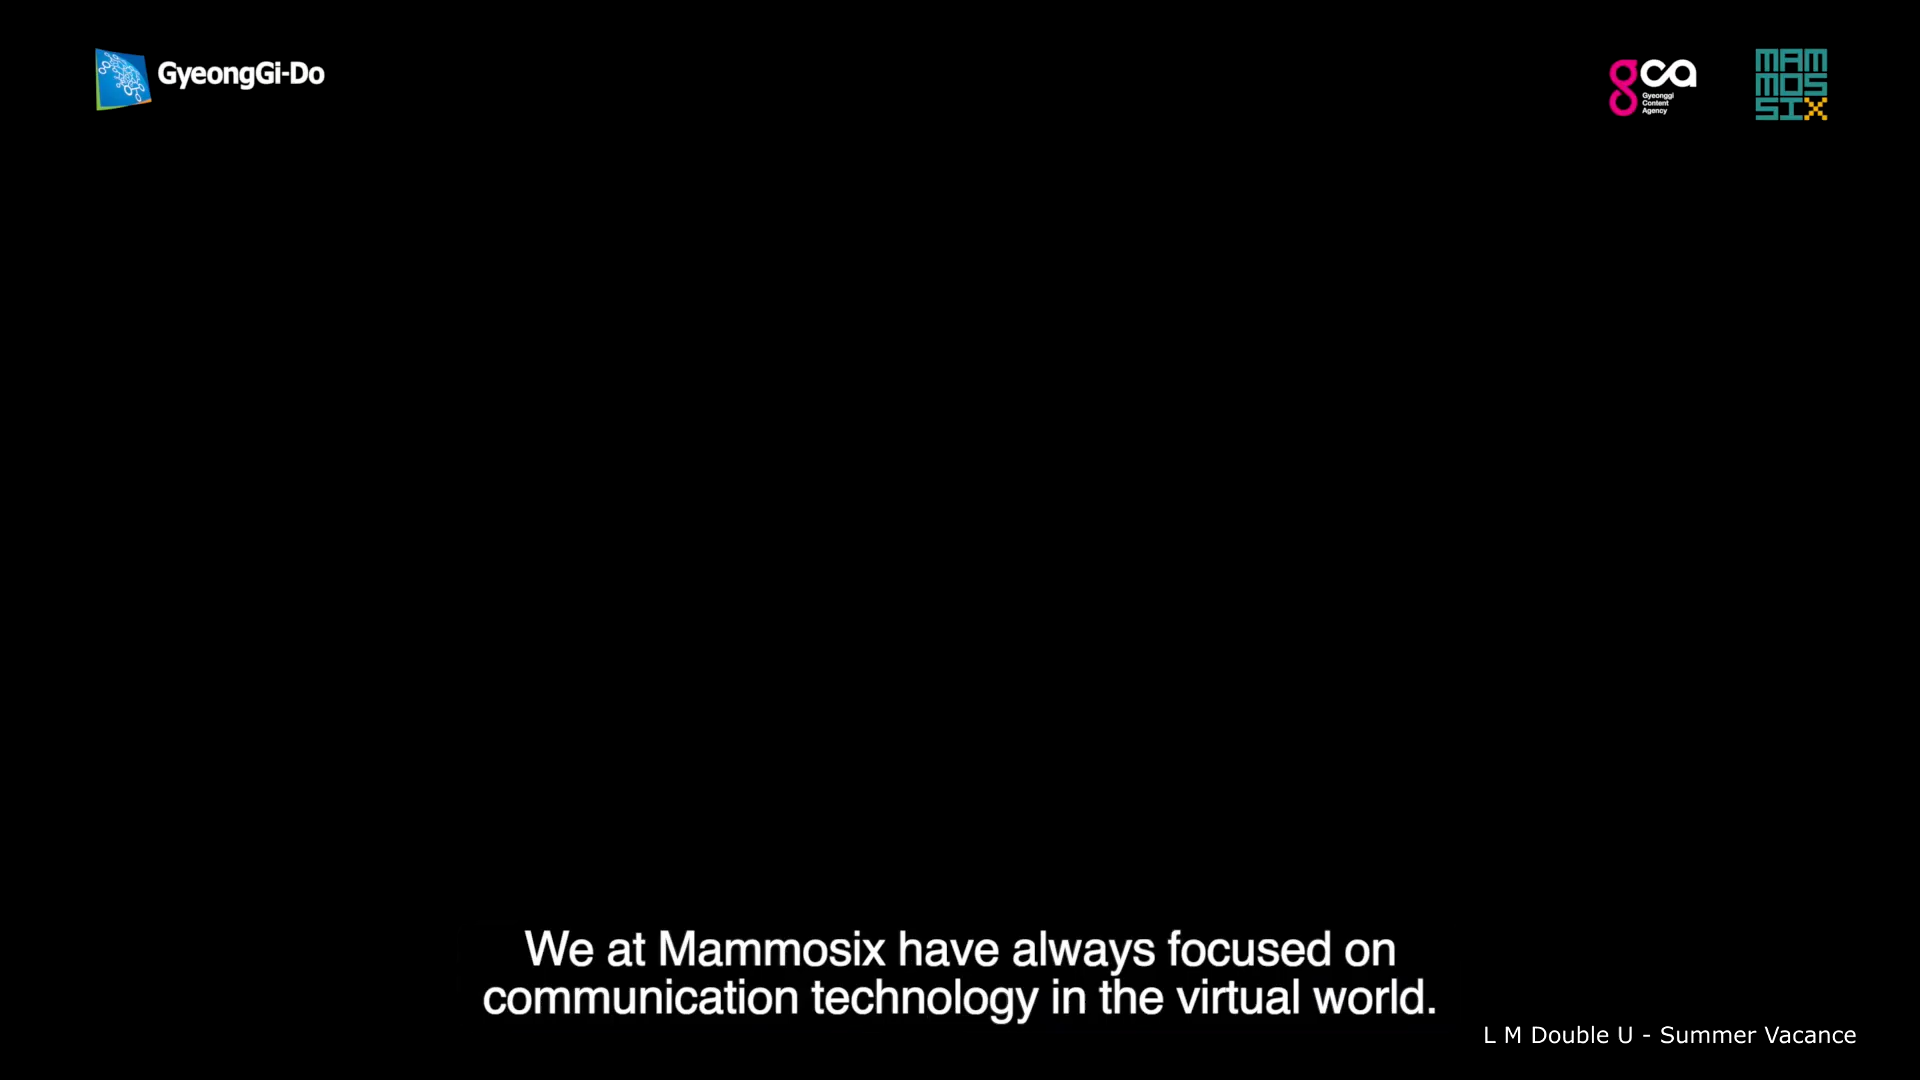 GyeongGi-Do
gca
Gyeonggi
Content
Agency
MAM
MOS
SIX
We at Mammosix have always focused on
communication technology in the virtual world.
L M Double U - Summer Vacance